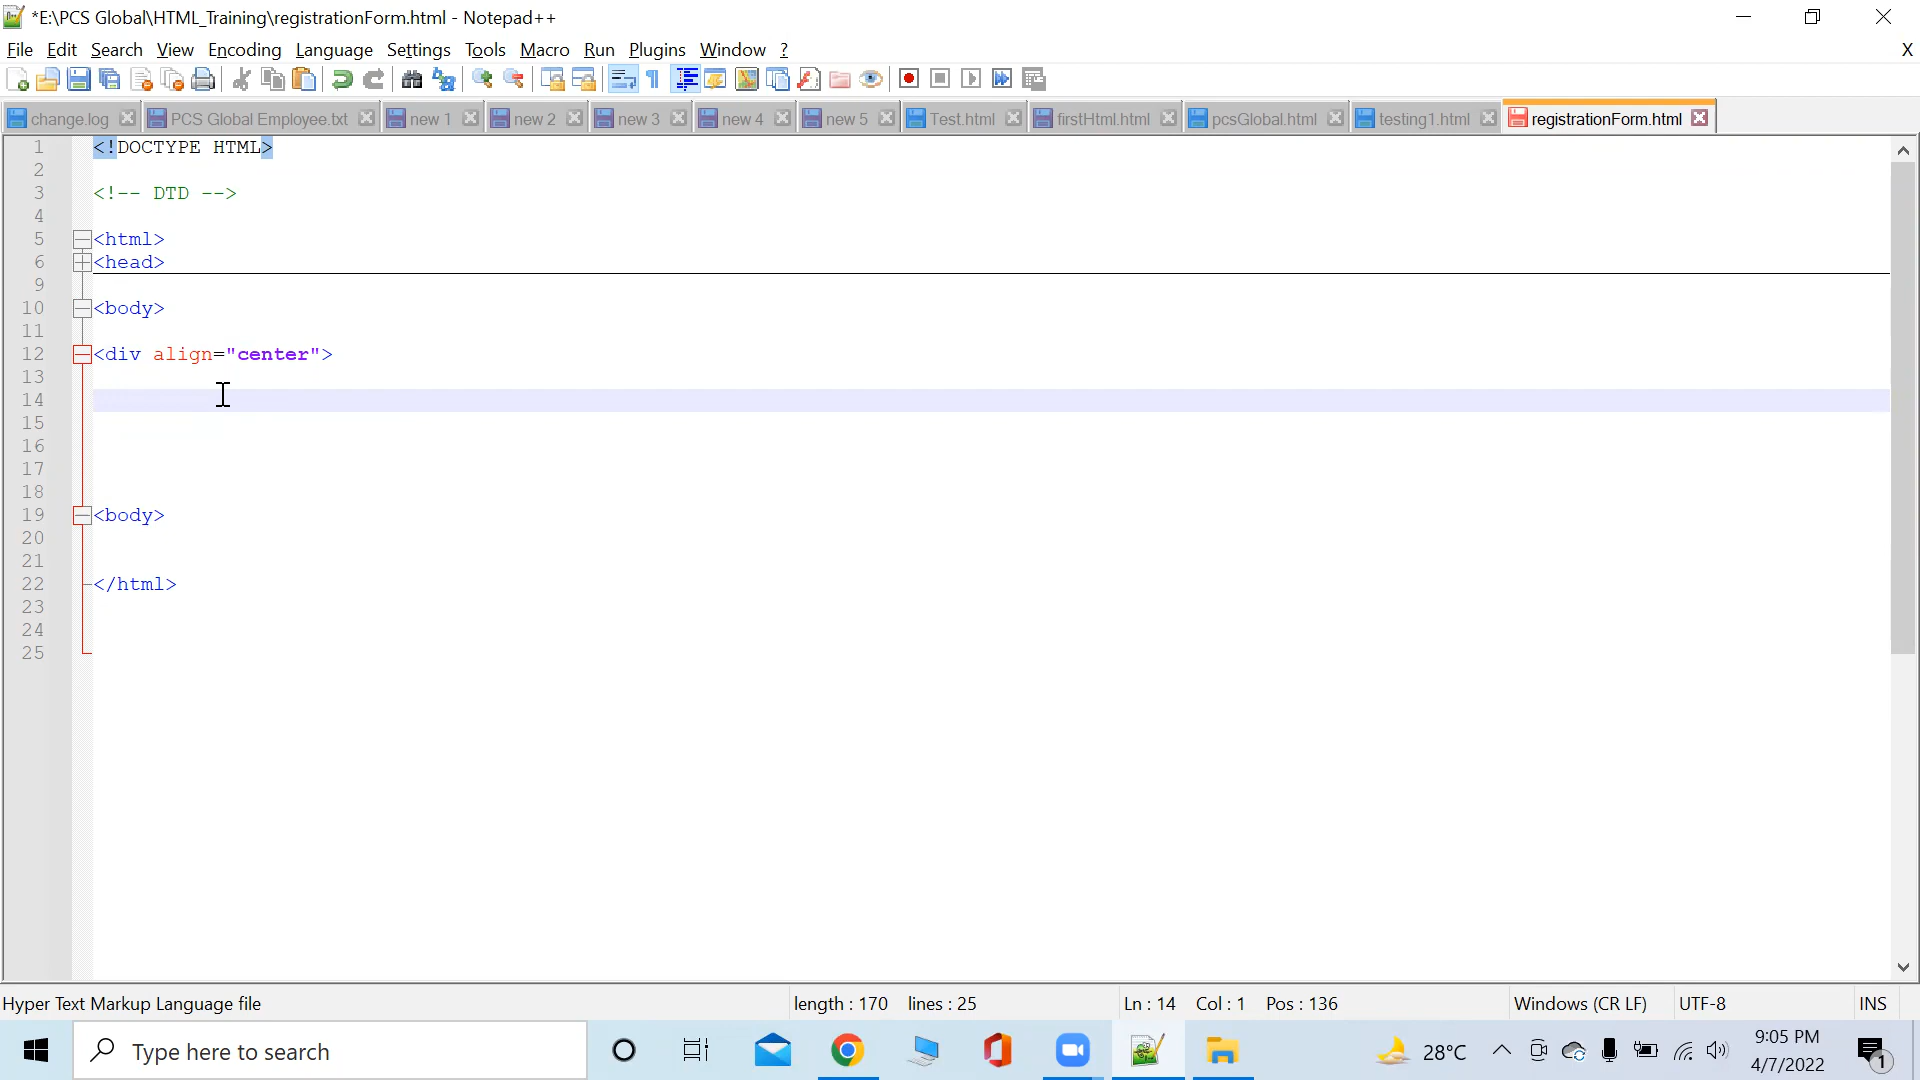 *E:\PCS Global\HTML_Training\registrationForm.html - Notepad++
File Edit Search View Encoding Language Settings Tools Macro Run Plugins Window ? X
change.log PCS Global Employee.txt new 1 new 2 new 3 new 4 new 5 Test.html firstHtml.html pcsGlobal.html testing1.html registrationForm.html
1 <!DOCTYPE HTML>
2
3 <!-- DTD -->
4
5 <html>
6 <head>
9
10 <body>
11
12 <div align="center">
13
14
15
16
17
18
19 <body>
20
21
22 </html>
23
24
25
Hyper Text Markup Language file length : 170 lines : 25 Ln : 14 Col : 1 Pos : 136 Windows (CR LF) UTF-8 INS
Type here to search 28°C 9:05 PM
4/7/2022 1